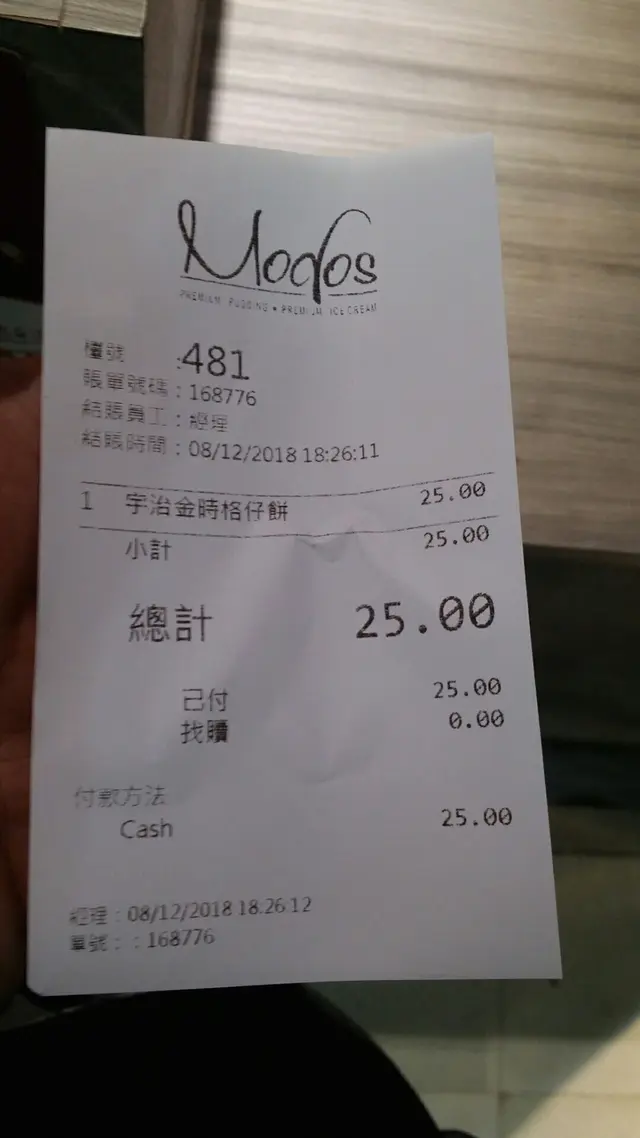 Modos
PREMIUM PUDDING • PREMIUM ICE CREAM
檯號 :481
賬單號碼 : 168776
結賬員工 : 經理
結賬時間 : 08/12/2018 18:26:11
1 宇治金時格仔餅 25.00
小計 25.00
總計 25.00
已付 25.00
找贖 0.00
付款方法
Cash 25.00
經理 : 08/12/2018 18:26:12
單號 : : 168776